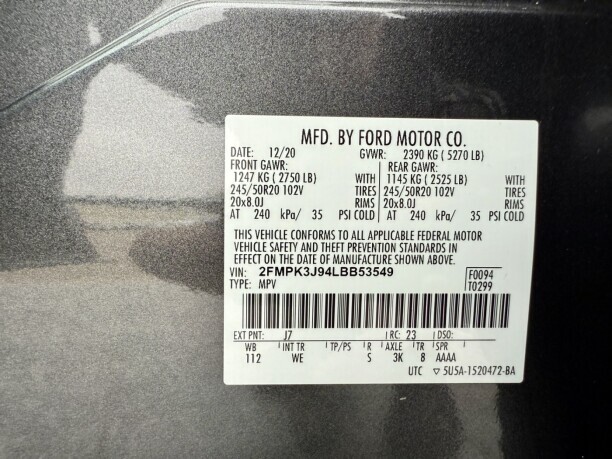 MFD. BY FORD MOTOR CO.
DATE: 12/20 GVWR: 2390 KG ( 5270 LB)
FRONT GAWR: REAR GAWR:
1247 KG ( 2750 LB) WITH 1145 KG ( 2525 LB) WITH
245/50R20 102V TIRES 245/50R20 102V TIRES
20x8.0J RIMS 20x8.0J RIMS
AT 240 kPa/ 35 PSI COLD AT 240 kPa/ 35 PSI COLD
THIS VEHICLE CONFORMS TO ALL APPLICABLE FEDERAL MOTOR
VEHICLE SAFETY AND THEFT PREVENTION STANDARDS IN
EFFECT ON THE DATE OF MANUFACTURE SHOWN ABOVE.
VIN: 2FMPK3J94LBB53549 F0094
TYPE: MPV T0299
EXT PNT: J7 RC: 23 DSO:
WB INT TR TP/PS R AXLE TR SPR
112 WE S 3K 8 AAAA
UTC ▽ 5U5A-1520472-BA